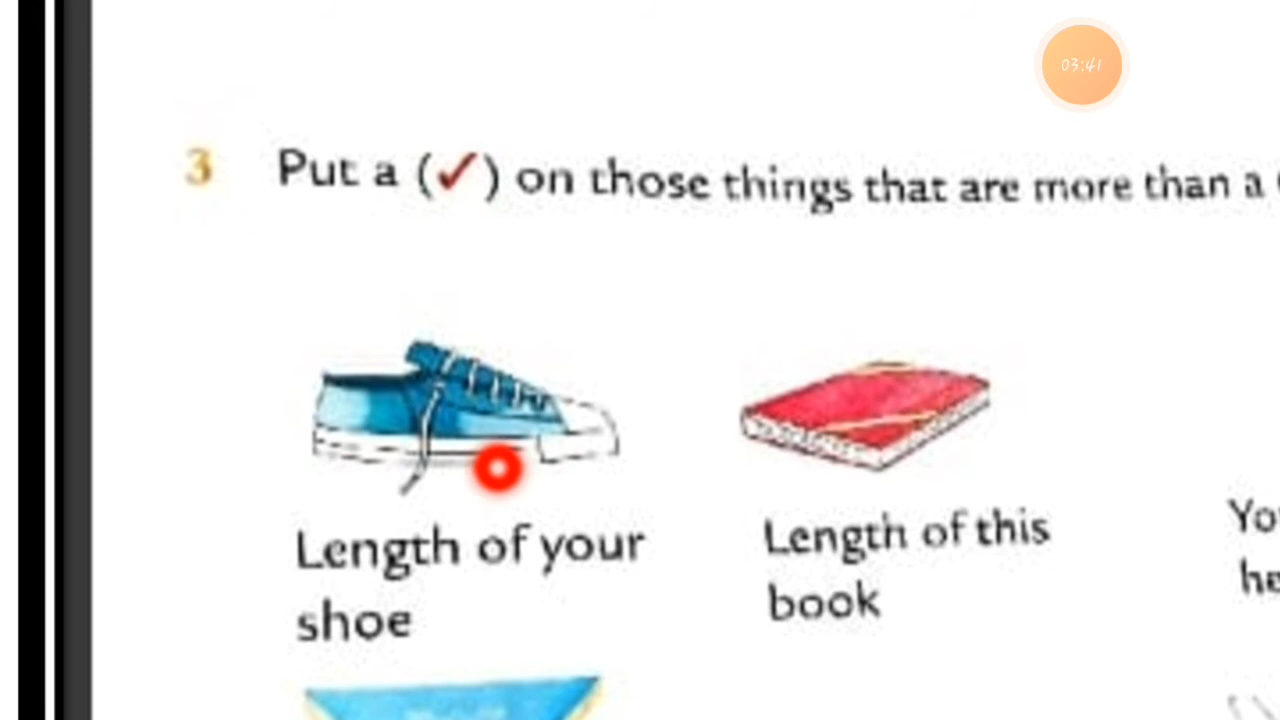 03:41
3 Put a (✓) on those things that are more than a
Length of your
shoe
Length of this
book